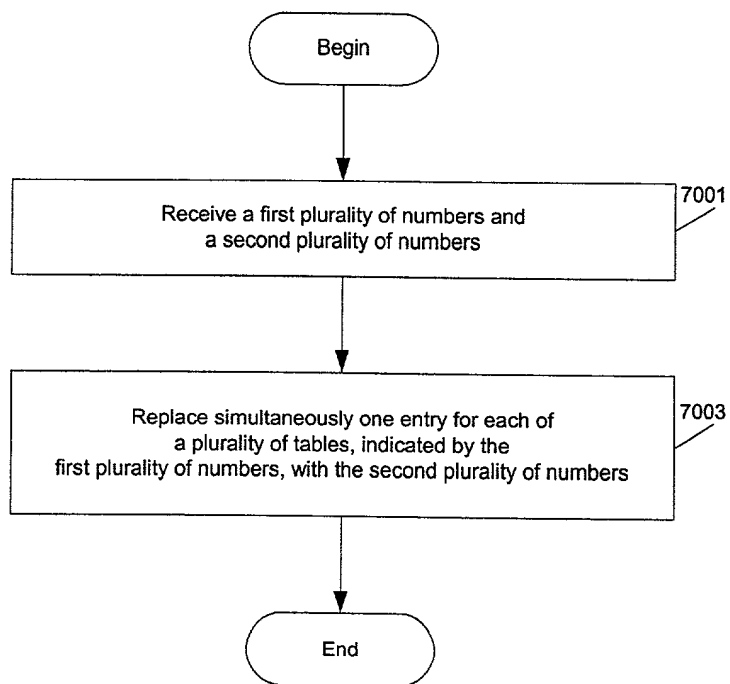 Begin
7001
Receive a first plurality of numbers and
a second plurality of numbers
7003
Replace simultaneously one entry for each of
a plurality of tables, indicated by the
first plurality of numbers, with the second plurality of numbers
End